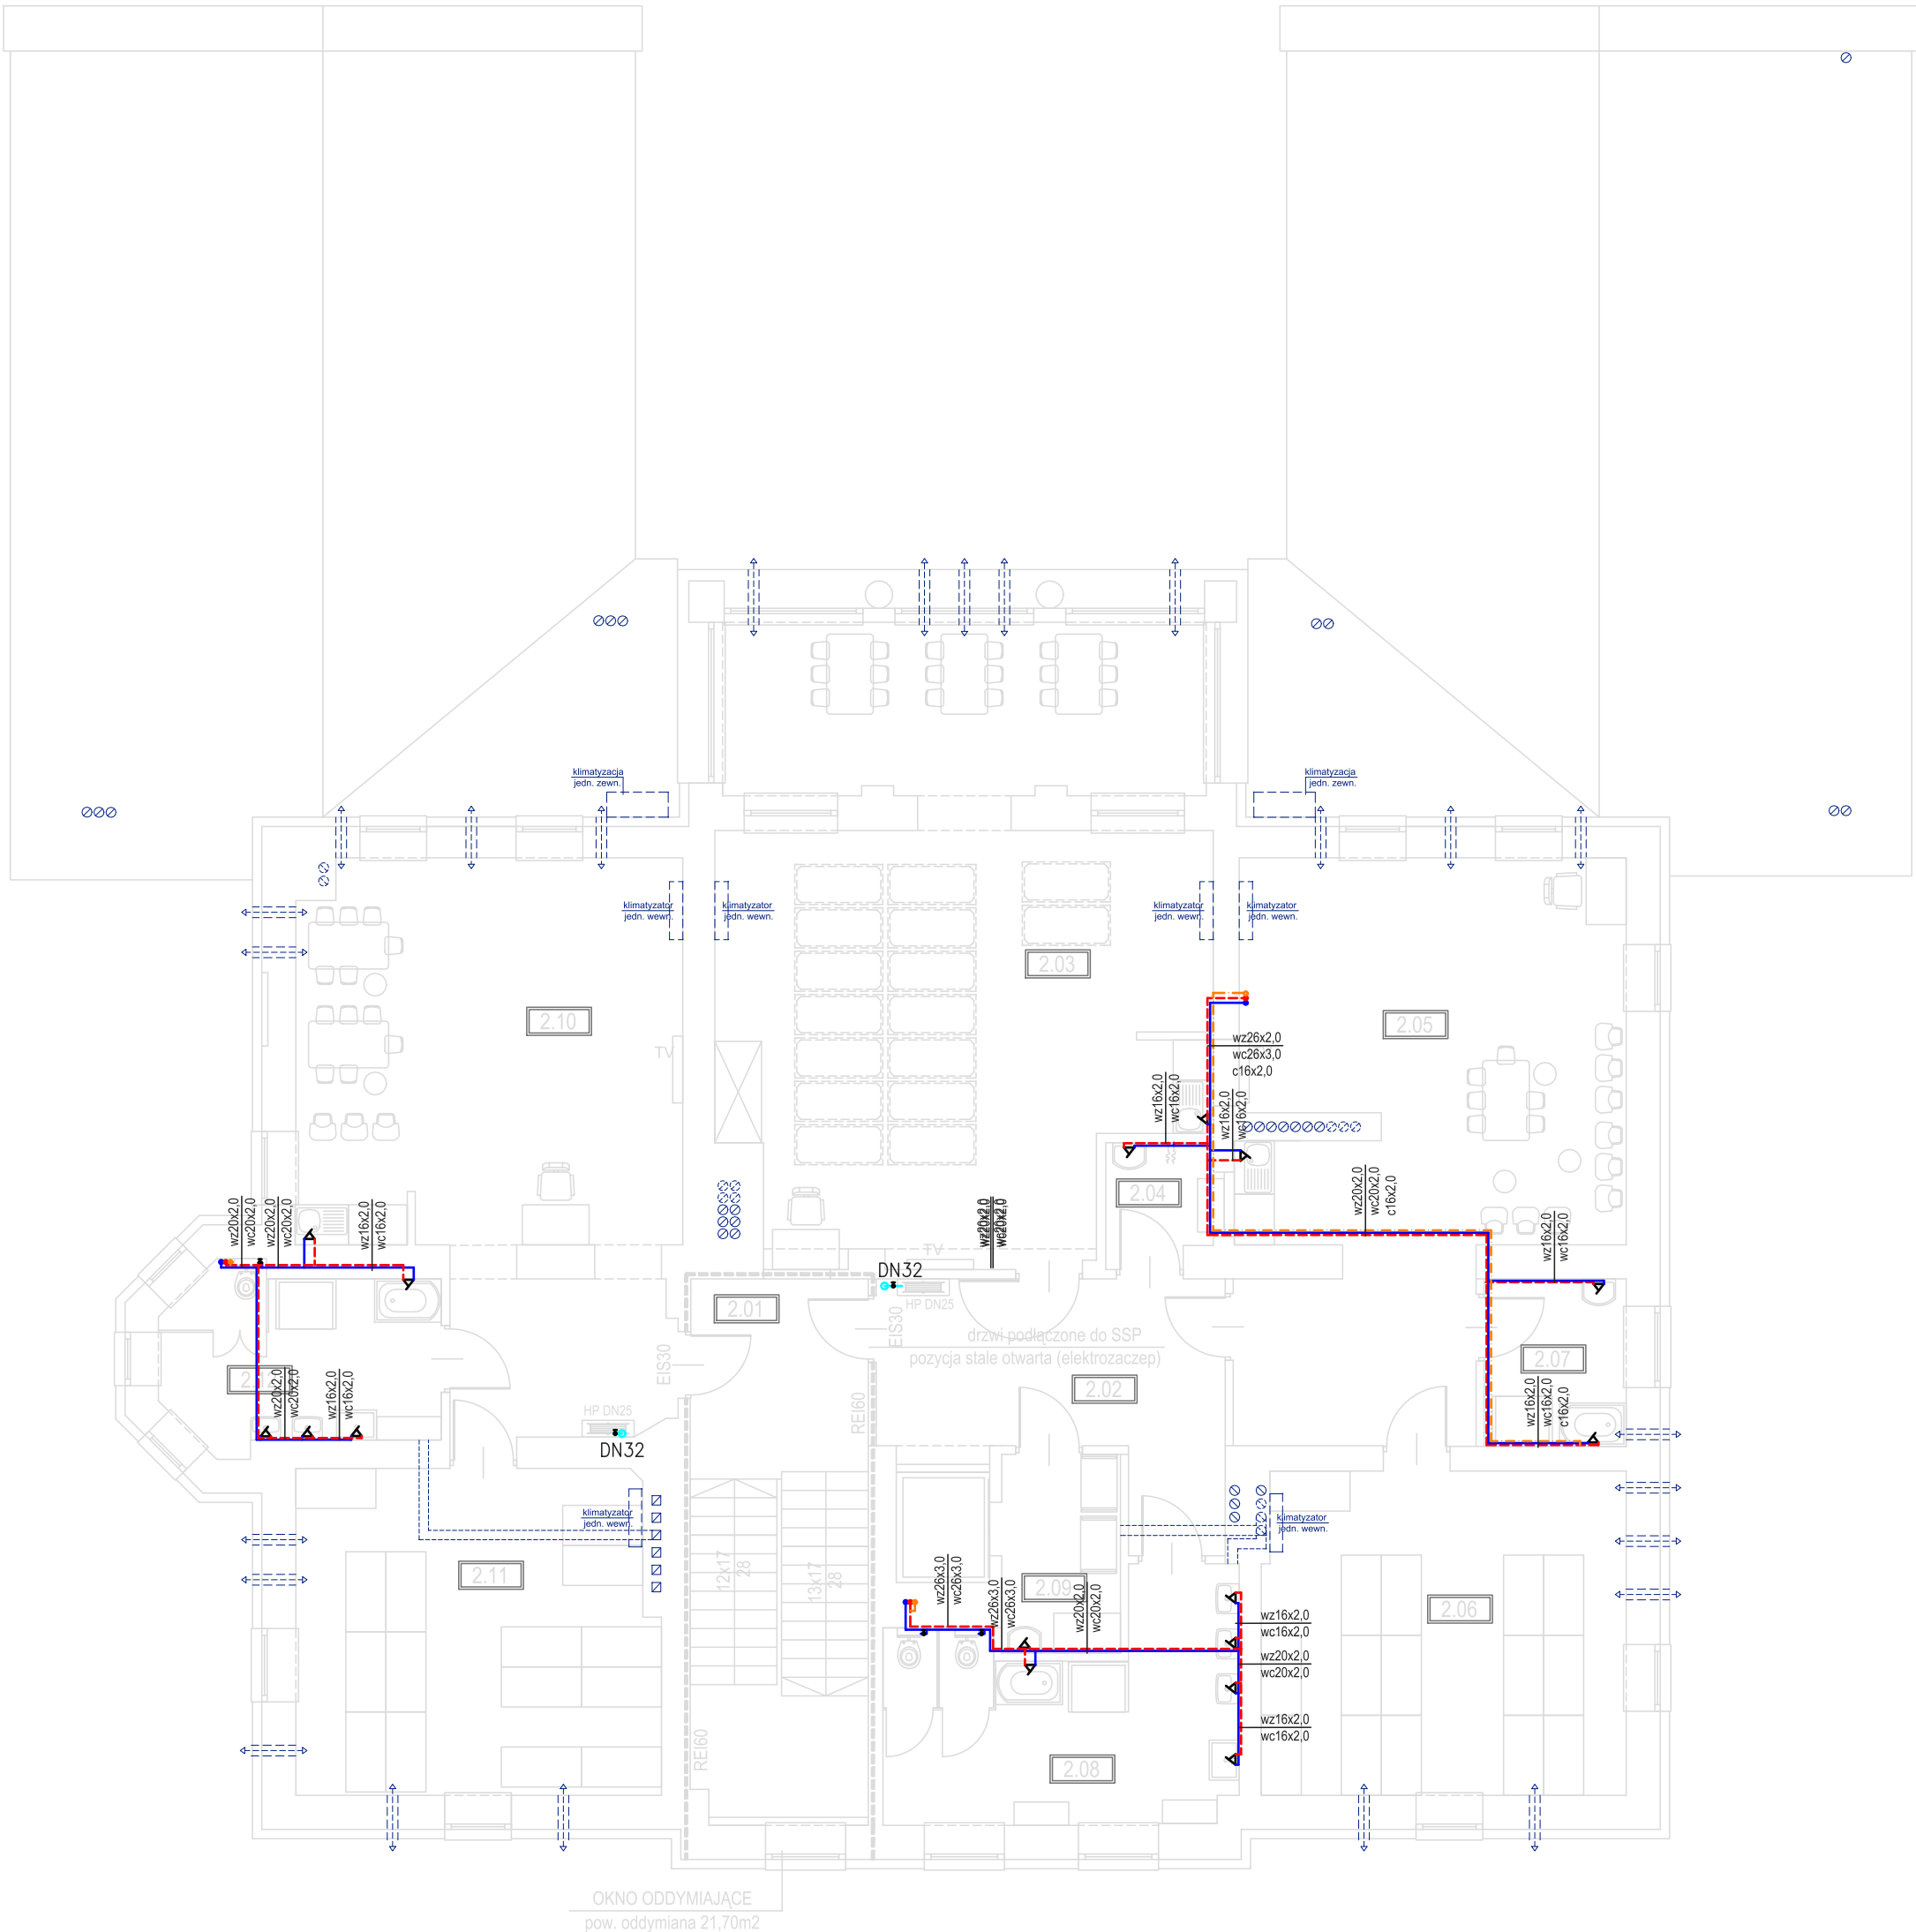 klimatyzacja
jedn. zewn.
klimatyzacja
jedn. zewn.
klimatyzator
jedn. wewn.
klimatyzator
jedn. wewn.
klimatyzator
jedn. wewn.
klimatyzator
jedn. wewn.
2.03
2.10
2.05
TV
wz26x2,0
wc26x3,0
c16x2,0
wz16x2,0
wc16x2,0
wz16x2,0
wc16x2,0
2.04
wz20x2,0
wc20x2,0
c16x2,0
wz20x2,0
wc20x2,0
wz20x2,0
wc20x2,0
wz16x2,0
wc16x2,0
wz20x2,0
wc20x2,0
wz16x2,0
wc16x2,0
TV
DN32
HP DN25
2.01
EIS30
EIS30
drzwi podłączone do SSP
pozycja stale otwarta (elektrozaczep)
2.07
2.02
wz20x2,0
wc20x2,0
wz16x2,0
wc16x2,0
wz16x2,0
wc16x2,0
c16x2,0
HP DN25
DN32
REI60
klimatyzator
jedn. wewn.
klimatyzator
jedn. wewn.
2.11
12x17
28
13x17
28
wz26x3,0
wc26x3,0
wz26x3,0
wc26x3,0
2.09
wz20x2,0
wc20x2,0
2.06
wz16x2,0
wc16x2,0
wz20x2,0
wc20x2,0
wz16x2,0
wc16x2,0
REI60
2.08
OKNO ODDYMIAJĄCE
pow. oddymiana 21,70m2